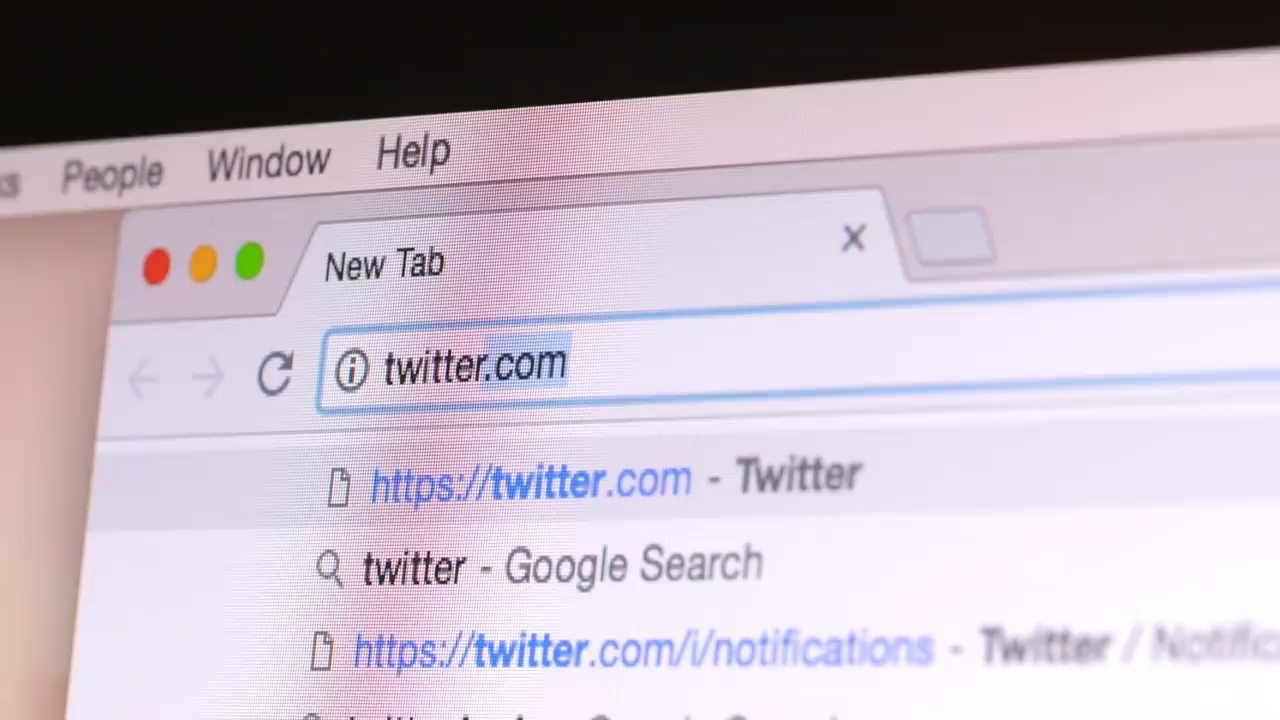 People Window Help
New Tab
twitter.com
https://twitter.com - Twitter
twitter - Google Search
https://twitter.com/i/notifications - Twitter /